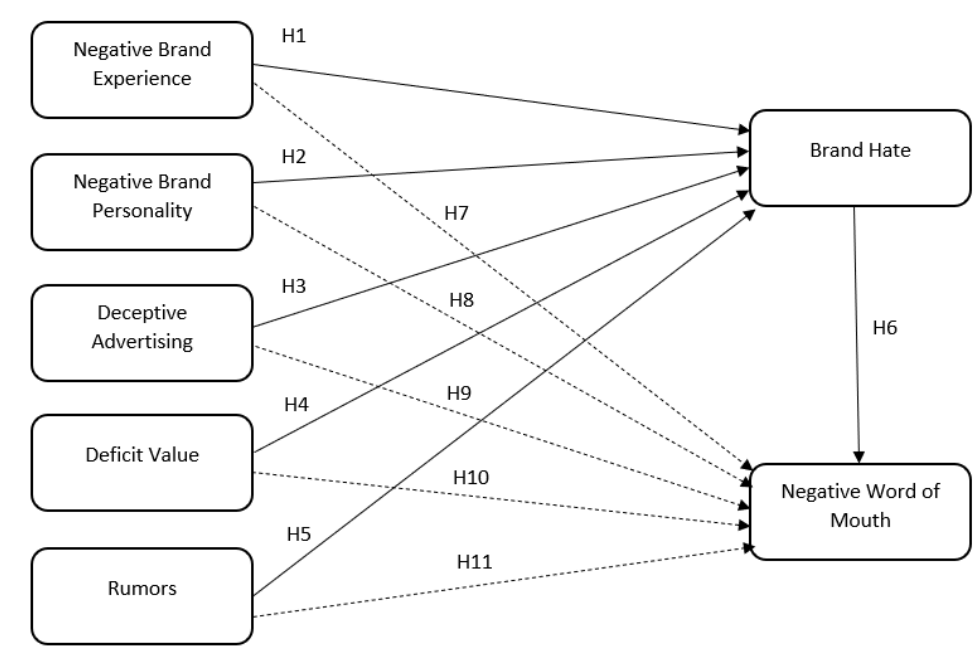 H1
Negative Brand
Experience
Brand Hate
H2
Negative Brand
Personality
H7
H3
H8
Deceptive
Advertising
H6
H4
H9
Deficit Value
H10
Negative Word of
Mouth
H5
H11
Rumors